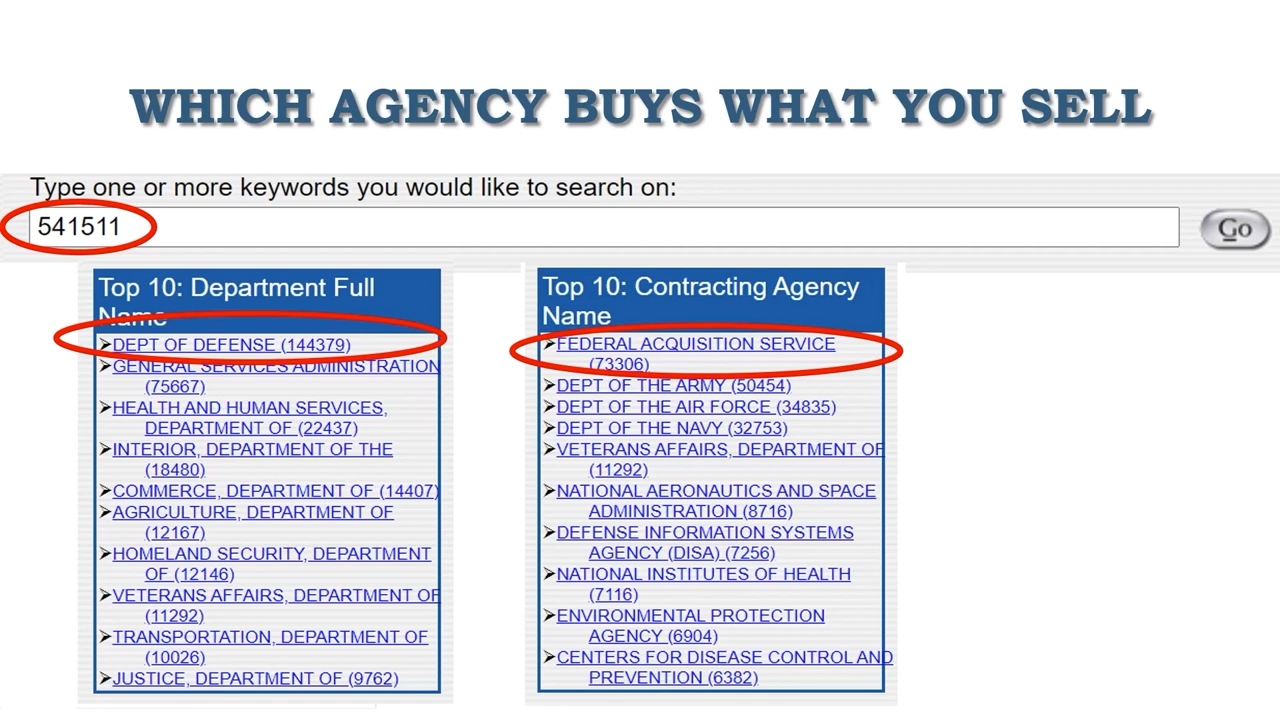 WHICH AGENCY BUYS WHAT YOU SELL
Type one or more keywords you would like to search on:
541511
Go
Top 10: Department Full
Name
➢DEPT OF DEFENSE (144379)
➢GENERAL SERVICES ADMINISTRATION
(75667)
➢HEALTH AND HUMAN SERVICES,
DEPARTMENT OF (22437)
➢INTERIOR, DEPARTMENT OF THE
(18480)
➢COMMERCE, DEPARTMENT OF (14407)
➢AGRICULTURE, DEPARTMENT OF
(12167)
➢HOMELAND SECURITY, DEPARTMENT
OF (12146)
➢VETERANS AFFAIRS, DEPARTMENT OF
(11292)
➢TRANSPORTATION, DEPARTMENT OF
(10026)
➢JUSTICE, DEPARTMENT OF (9762)
Top 10: Contracting Agency
Name
➢FEDERAL ACQUISITION SERVICE
(73306)
➢DEPT OF THE ARMY (50454)
➢DEPT OF THE AIR FORCE (34835)
➢DEPT OF THE NAVY (32753)
➢VETERANS AFFAIRS, DEPARTMENT OF
(11292)
➢NATIONAL AERONAUTICS AND SPACE
ADMINISTRATION (8716)
➢DEFENSE INFORMATION SYSTEMS
AGENCY (DISA) (7256)
➢NATIONAL INSTITUTES OF HEALTH
(7116)
➢ENVIRONMENTAL PROTECTION
AGENCY (6904)
➢CENTERS FOR DISEASE CONTROL AND
PREVENTION (6382)